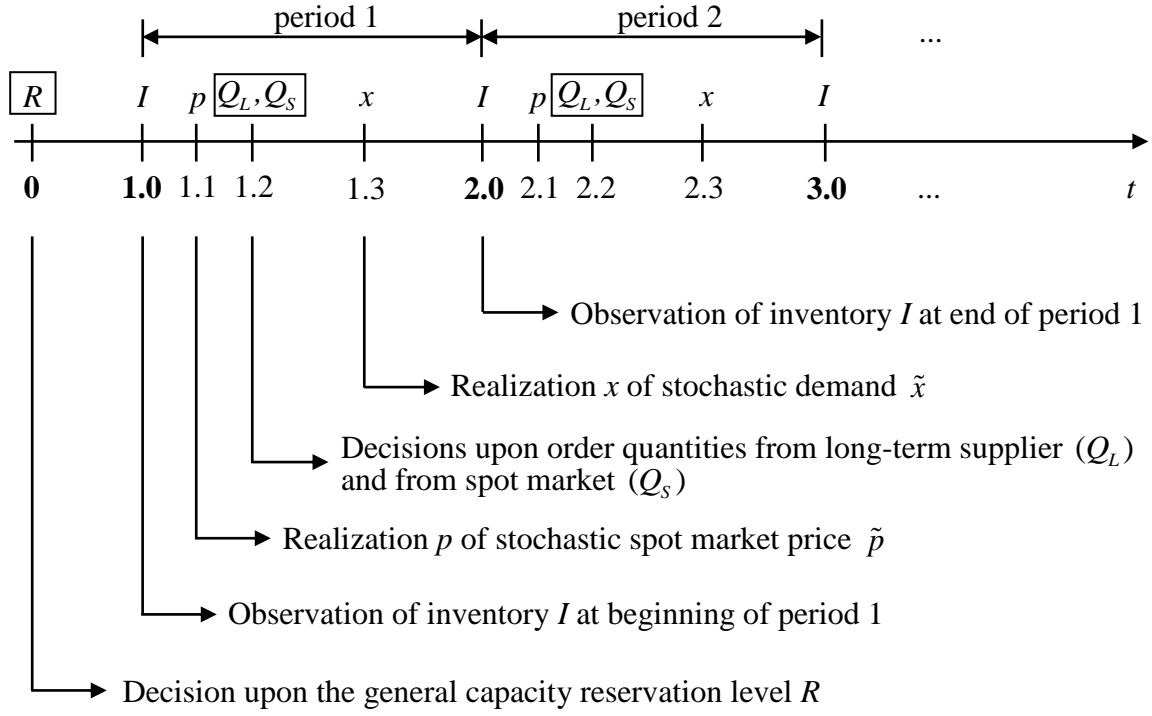 period 1 period 2 ...
R I p Q_L, Q_S x I p Q_L, Q_S x I
0 1.0 1.1 1.2 1.3 2.0 2.1 2.2 2.3 3.0 ... t
Observation of inventory I at end of period 1
Realization x of stochastic demand x̃
Decisions upon order quantities from long-term supplier (Q_L)
and from spot market (Q_S)
Realization p of stochastic spot market price p̃
Observation of inventory I at beginning of period 1
Decision upon the general capacity reservation level R